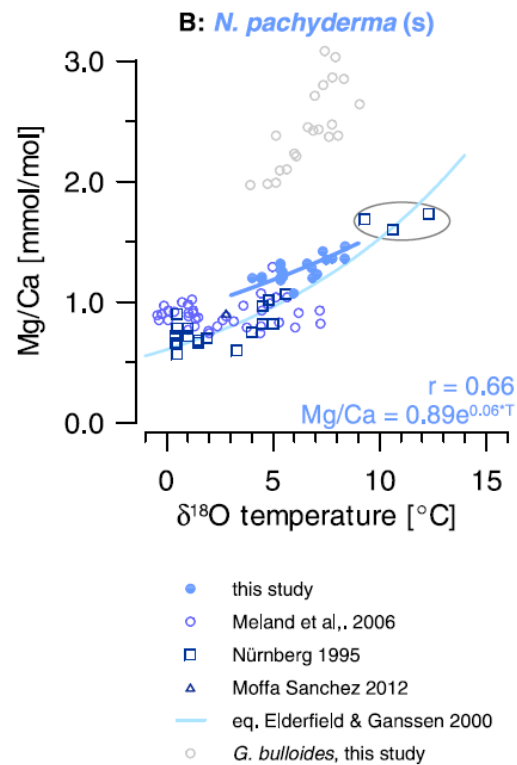 B: N. pachyderma (s)
3.0
2.0
1.0
0.0
Mg/Ca [mmol/mol]
r = 0.66
Mg/Ca = 0.89e^0.06*T
0 5 10 15
δ18O temperature [°C]
this study
Meland et al,. 2006
Nürnberg 1995
Moffa Sanchez 2012
eq. Elderfield & Ganssen 2000
G. bulloides, this study